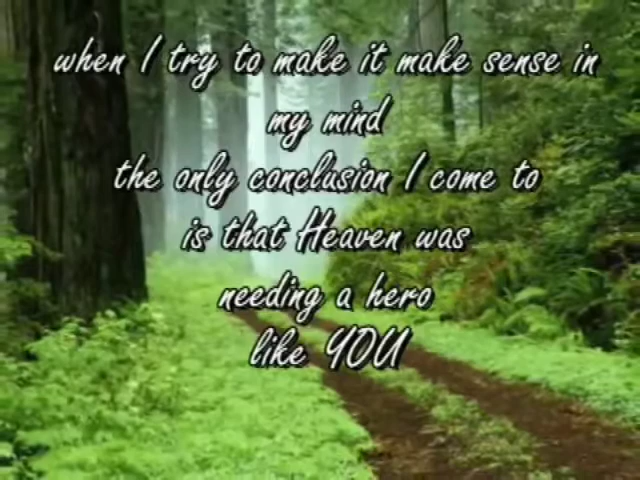 when I try to make it make sense in
my mind
the only conclusion I come to
is that Heaven was
needing a hero
like YOU